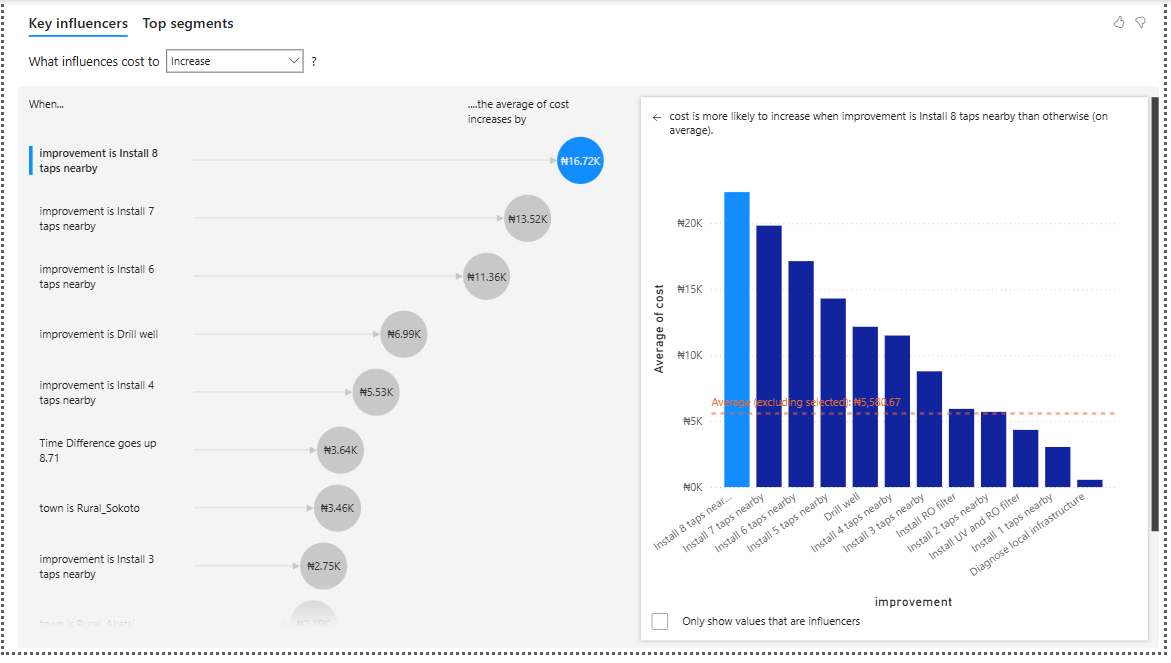 Key influencers Top segments
What influences cost to Increase ?
When...
....the average of cost
increases by
improvement is Install 8
taps nearby
₦16.72K
improvement is Install 7
taps nearby
₦13.52K
improvement is Install 6
taps nearby
₦11.36K
improvement is Drill well
₦6.99K
improvement is Install 4
taps nearby
₦5.53K
Time Difference goes up
8.71
₦3.64K
town is Rural_Sokoto
₦3.46K
improvement is Install 3
taps nearby
₦2.75K
town is Rural_Akatsi
← cost is more likely to increase when improvement is Install 8 taps nearby than otherwise (on
average).
Average of cost
₦20K
₦15K
₦10K
₦5K
₦0K
Average (excluding selected): ₦5,580.67
Install 8 taps near...
Install 7 taps nearby
Install 6 taps nearby
Install 5 taps nearby
Drill well
Install 4 taps nearby
Install 3 taps nearby
Install RO filter
Install 2 taps nearby
Install UV and RO filter
Install 1 taps nearby
Diagnose local infrastructure
improvement
Only show values that are influencers